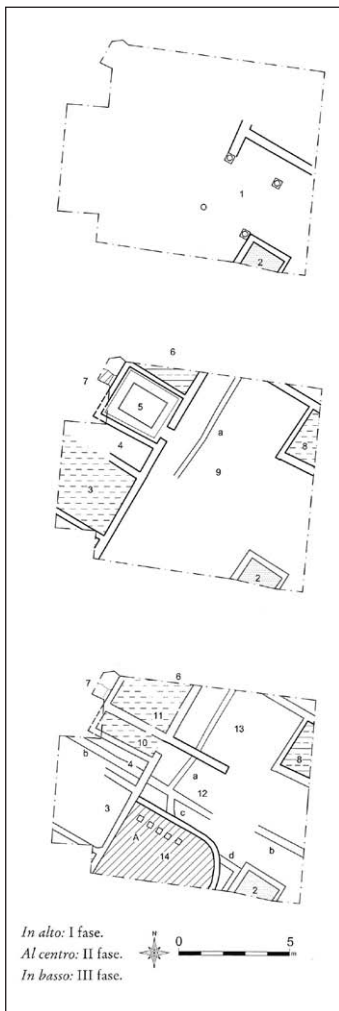 1
2
6
7
5
4
a
9
8
3
2
7
6
11
13
8
10
b
4
a
12
3
c
b
A
14
d
2
In alto: I fase.
Al centro: II fase.
In basso: III fase.
N
0 5
m